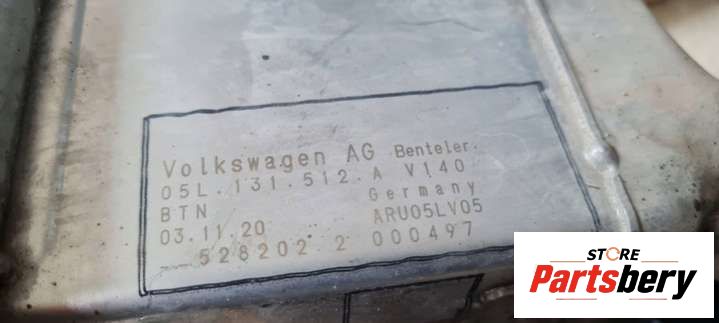 Volkswagen AG Benteler.
05L.131.512.A V140
BTN Germany
03.11.20 ARU05LV05
528202 2 000497
STORE
Partsbery